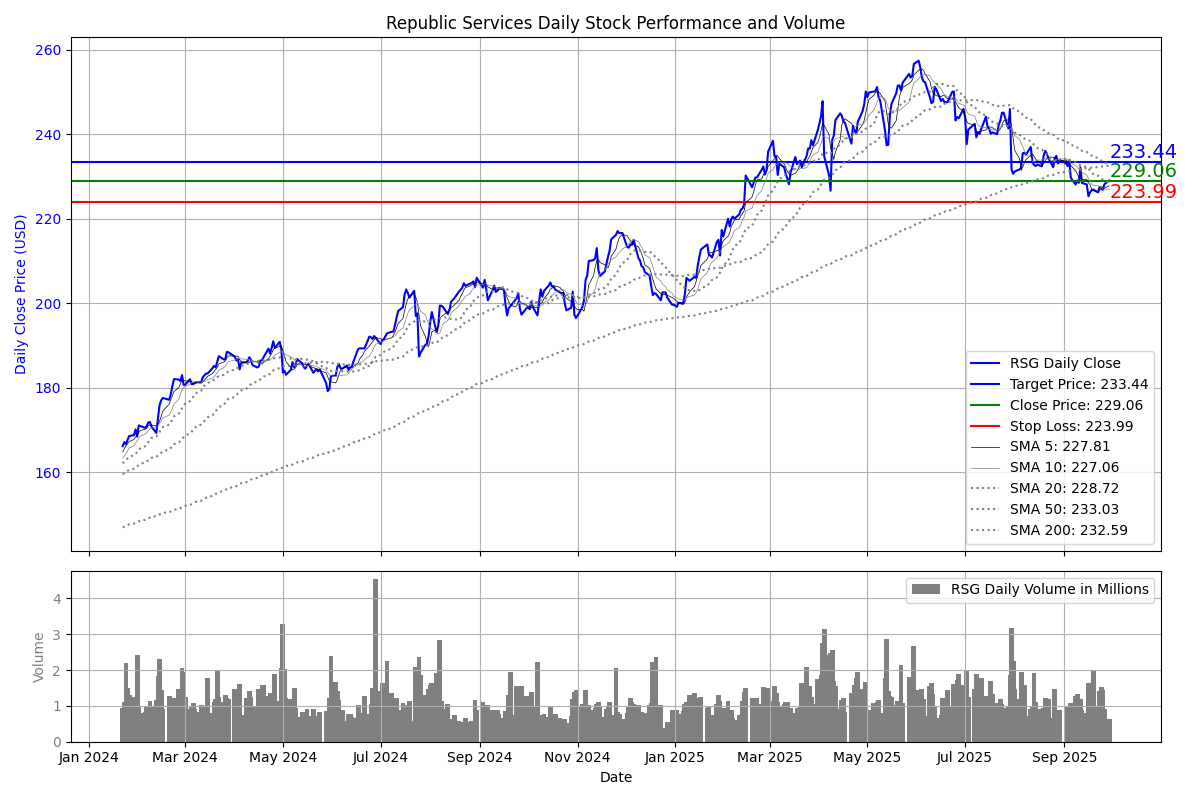 Republic Services Daily Stock Performance and Volume
260
240
220
200
180
160
Daily Close Price (USD)
233.44
229.06
223.99
RSG Daily Close
Target Price: 233.44
Close Price: 229.06
Stop Loss: 223.99
SMA 5: 227.81
SMA 10: 227.06
SMA 20: 228.72
SMA 50: 233.03
SMA 200: 232.59
RSG Daily Volume in Millions
4
3
2
1
0
Volume
Jan 2024
Mar 2024
May 2024
Jul 2024
Sep 2024
Nov 2024
Jan 2025
Mar 2025
May 2025
Jul 2025
Sep 2025
Date